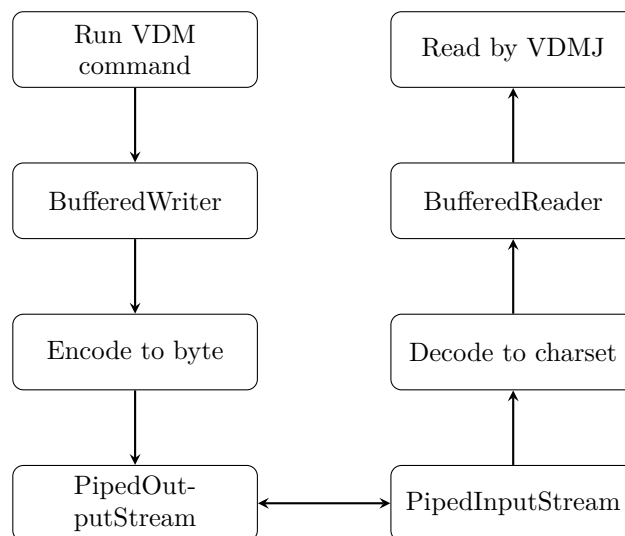 Run VDM
command
Read by VDMJ
BufferedWriter
BufferedReader
Encode to byte
Decode to charset
PipedOut-
putStream
PipedInputStream